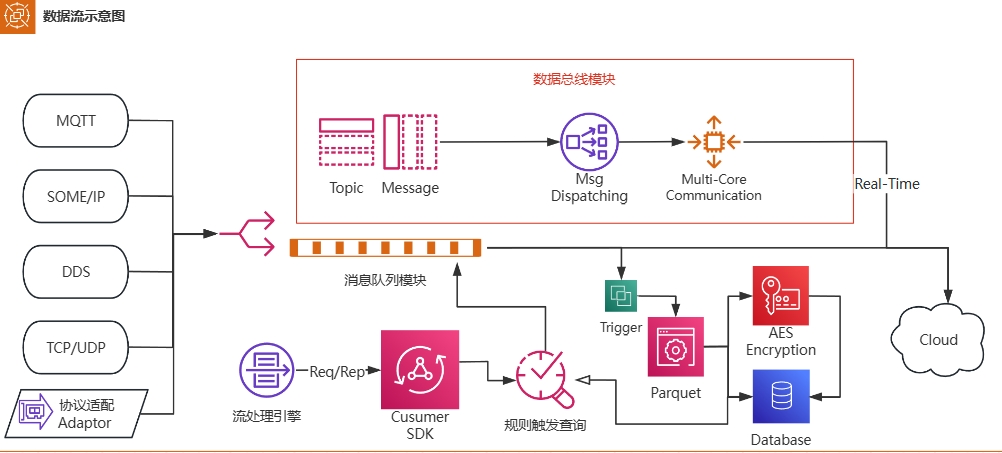 数据流示意图
数据总线模块
MQTT
SOME/IP
DDS
TCP/UDP
协议适配
Adaptor
Topic
Message
Msg
Dispatching
Multi-Core
Communication
Real-Time
消息队列模块
Trigger
Parquet
AES
Encryption
Database
Cloud
流处理引擎
Req/Rep
Cusumer
SDK
规则触发查询